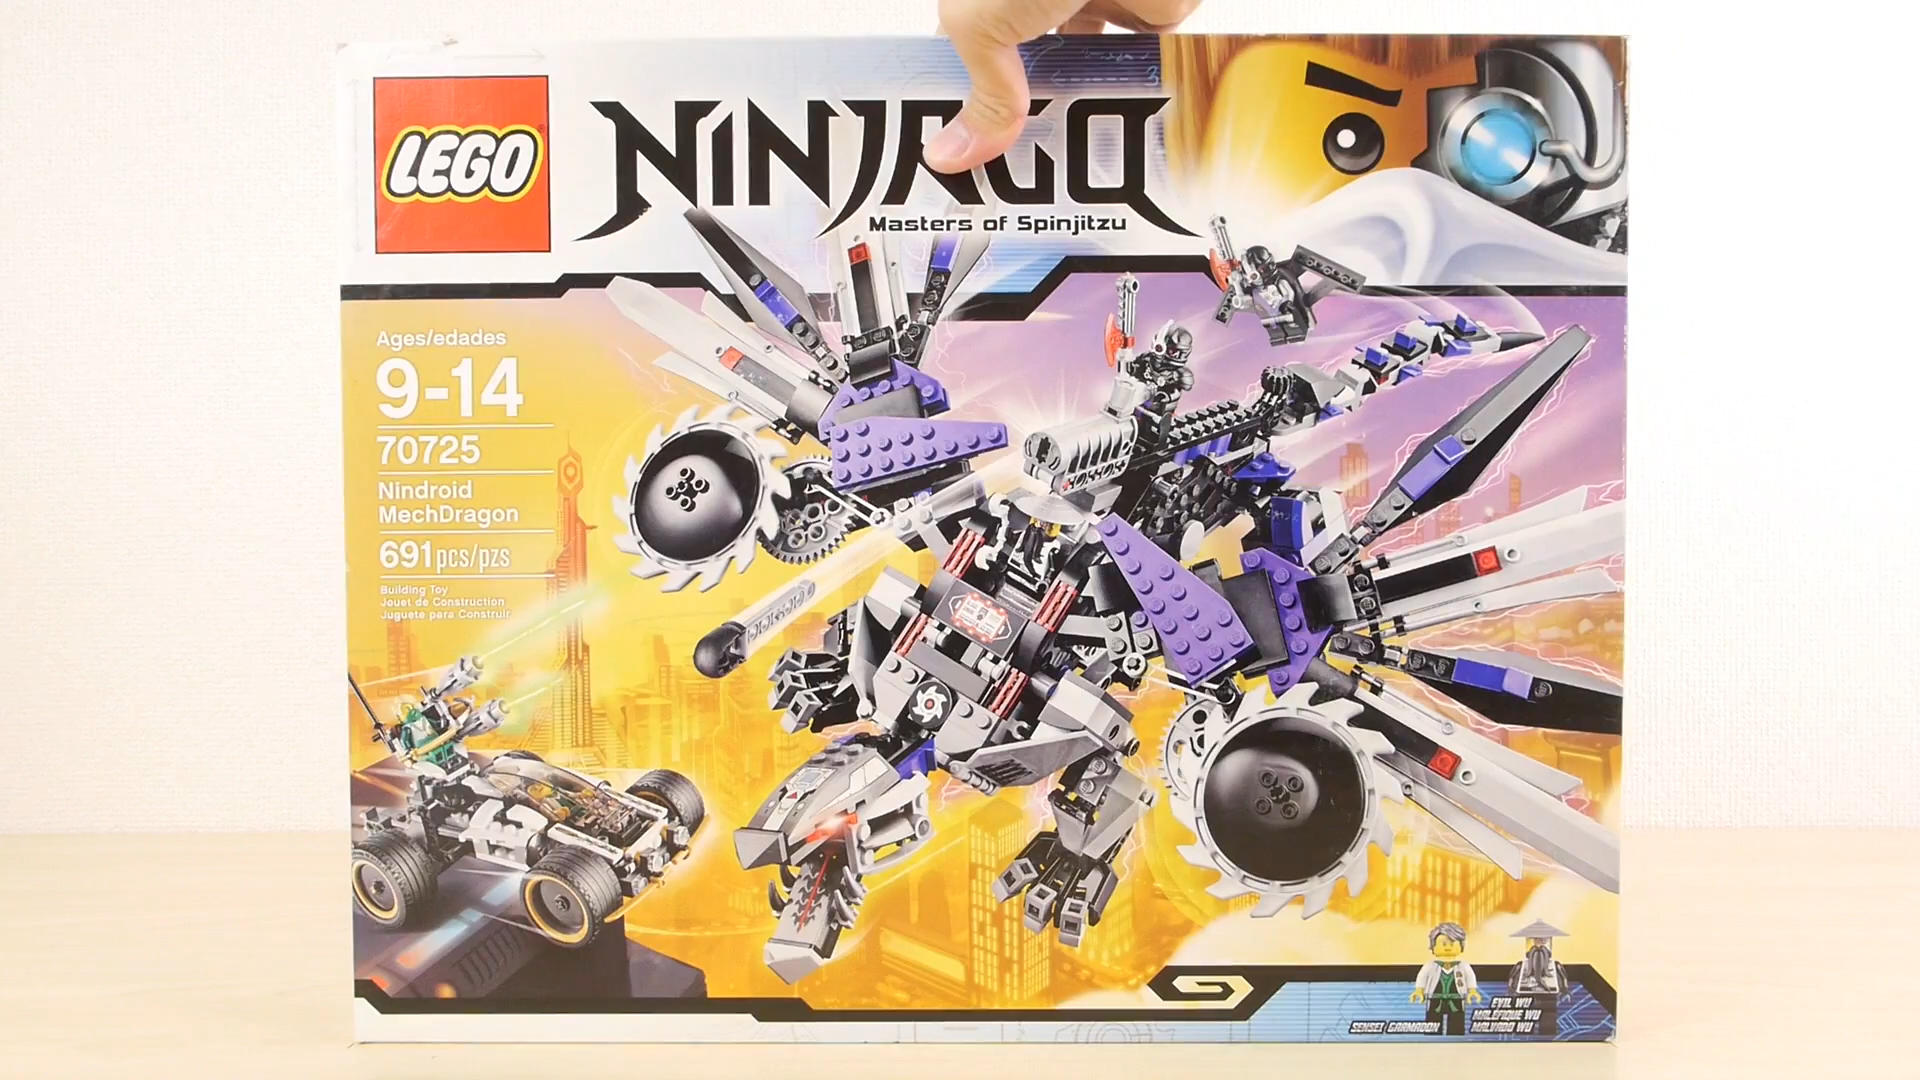 LEGO
NINJAGO
Masters of Spinjitzu
Ages/edades
9-14
70725
Nindroid
MechDragon
691pcs/pzs
Building Toy
Jouet de Construction
Juguete para Construir
SENSEI GARMADON
EVIL WU
MALÉFIQUE WU
MALVADO WU